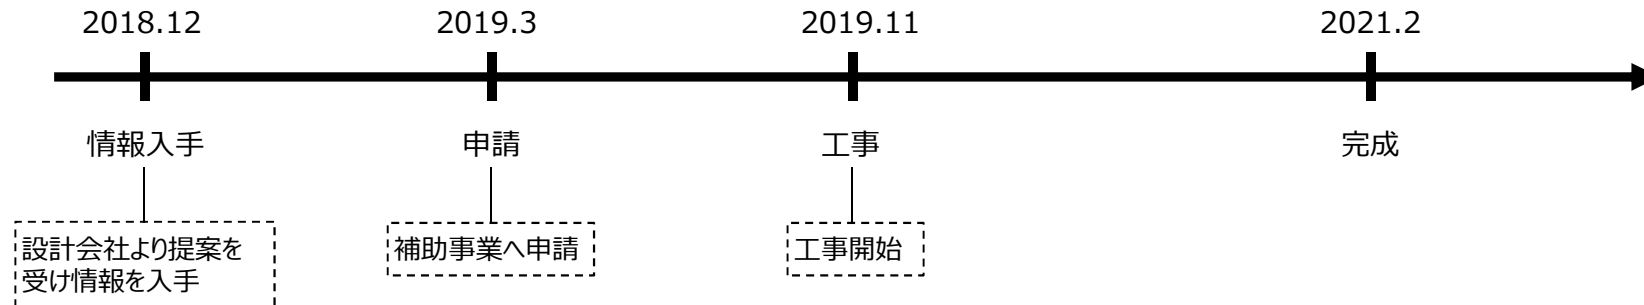 2018.12
2019.3
2019.11
2021.2
情報入手
申請
工事
完成
設計会社より提案を
受け情報を入手
補助事業へ申請
工事開始